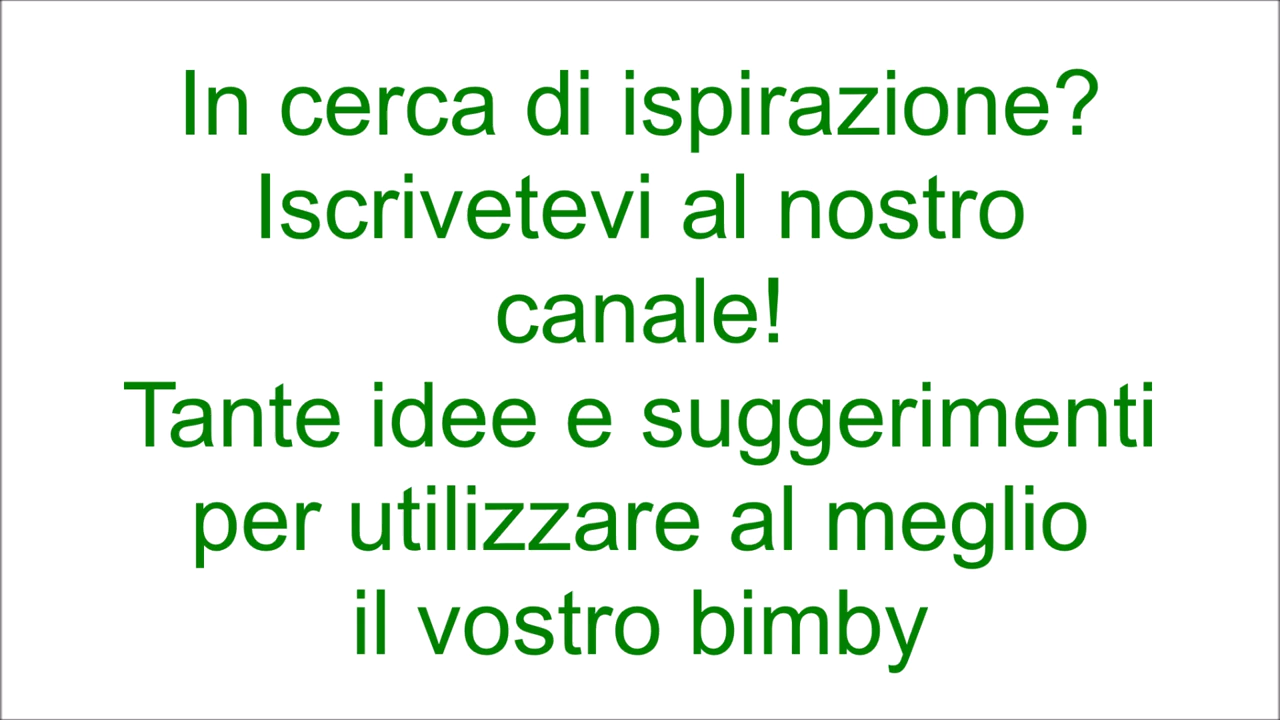 In cerca di ispirazione?
Iscrivetevi al nostro
canale!
Tante idee e suggerimenti
per utilizzare al meglio
il vostro bimby